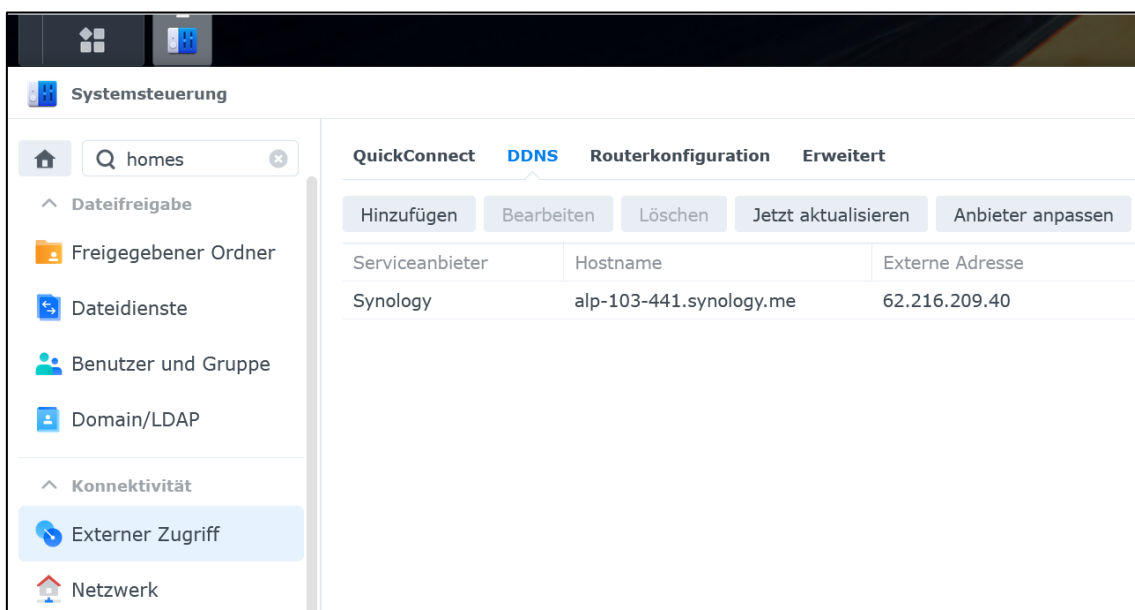 Systemsteuerung
homes
Dateifreigabe
Freigegebener Ordner
Dateidienste
Benutzer und Gruppe
Domain/LDAP
Konnektivität
Externer Zugriff
Netzwerk
QuickConnect DDNS Routerkonfiguration Erweitert
Hinzufügen Bearbeiten Löschen Jetzt aktualisieren Anbieter anpassen
Serviceanbieter Hostname Externe Adresse
Synology alp-103-441.synology.me 62.216.209.40